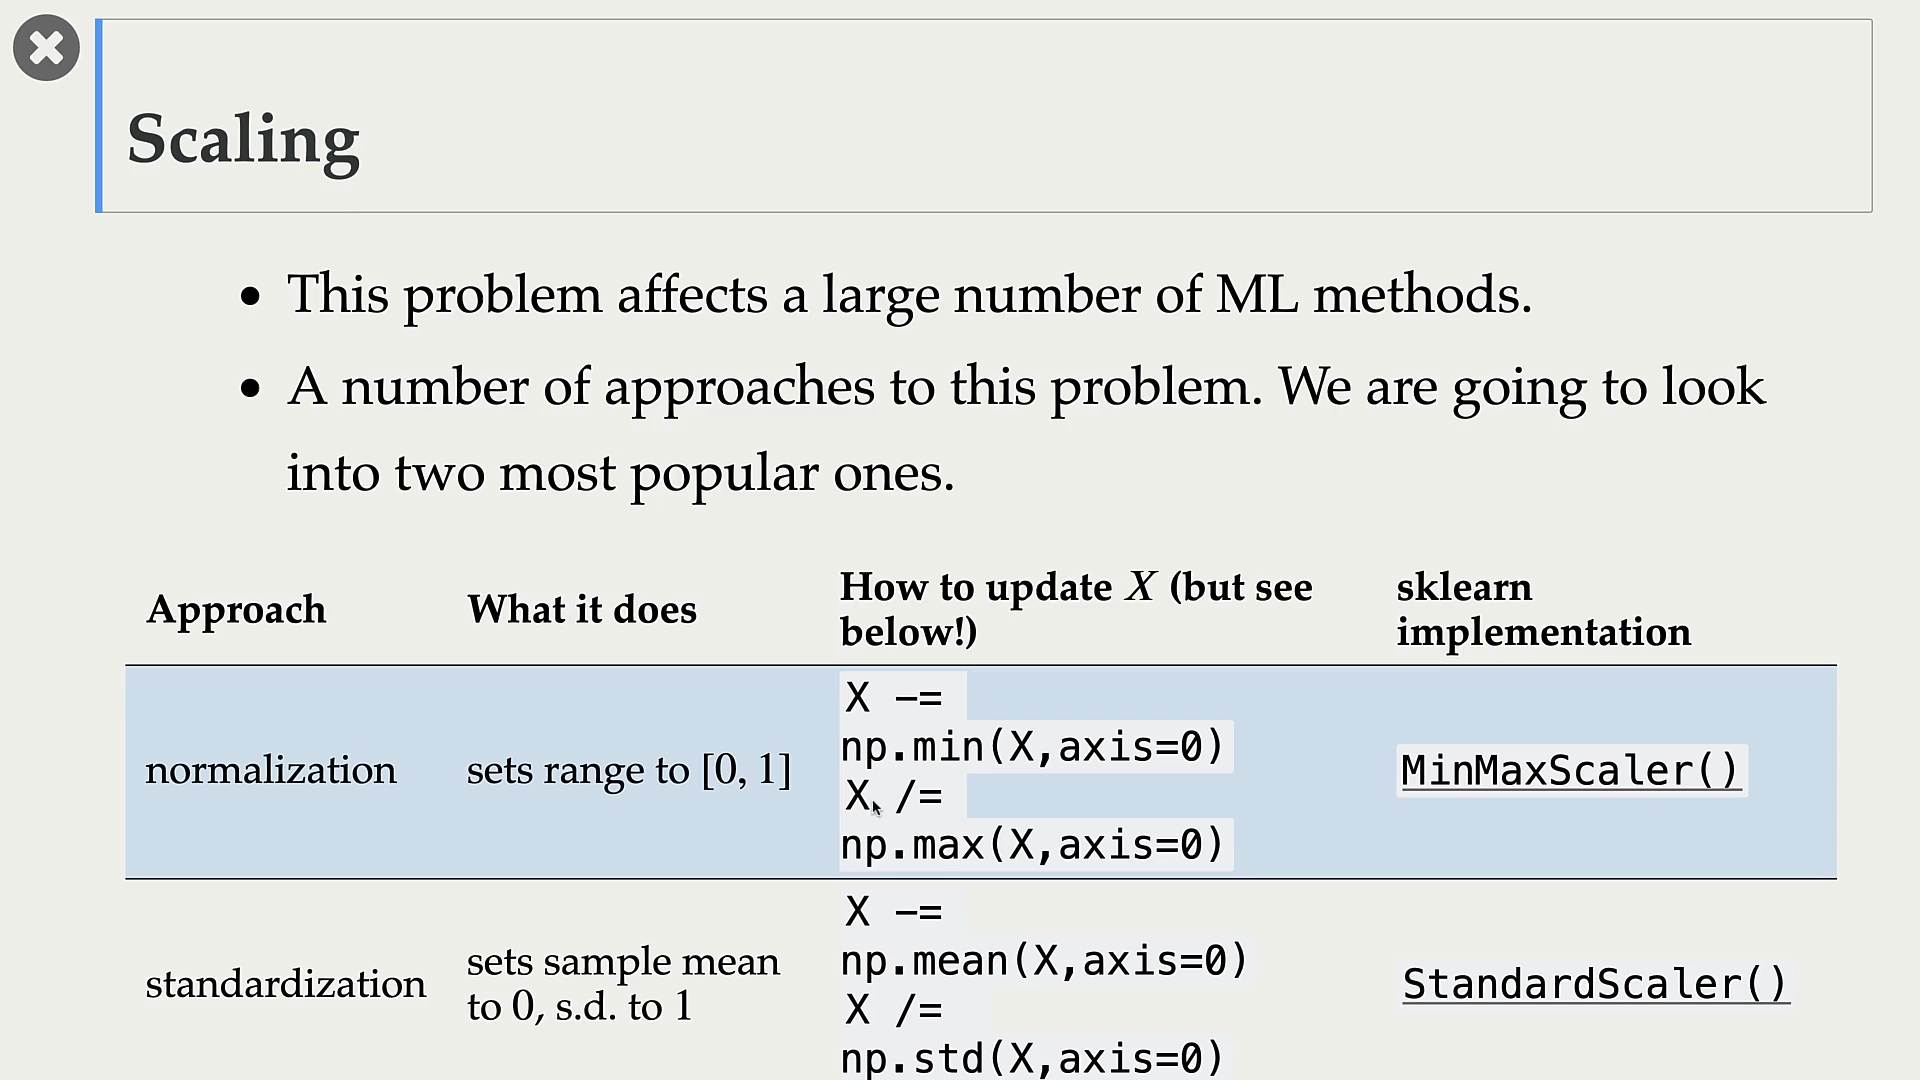 Scaling
• This problem affects a large number of ML methods.
• A number of approaches to this problem. We are going to look
into two most popular ones.
Approach
What it does
How to update X (but see
below!)
sklearn
implementation
normalization
sets range to [0, 1]
X -=
np.min(X,axis=0)
X /=
np.max(X,axis=0)
MinMaxScaler()
standardization
sets sample mean
to 0, s.d. to 1
X -=
np.mean(X,axis=0)
X /=
np.std(X,axis=0)
StandardScaler()